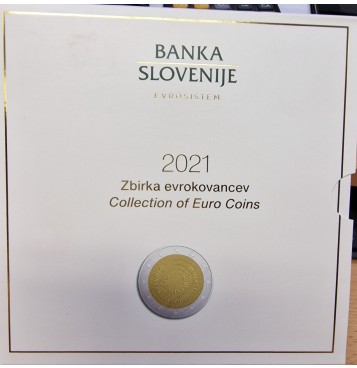 BANKA
SLOVENIJE
EVROSISTEM
2021
Zbirka evrokovancev
Collection of Euro Coins